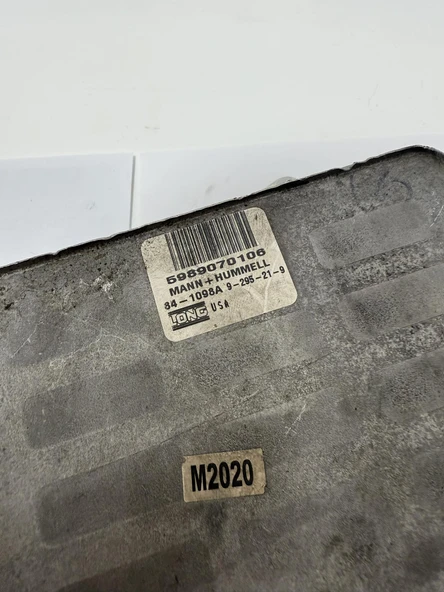 5989070106
MANN+HUMMELL
84-1098A 9-295-21-9
LONG USA
M2020